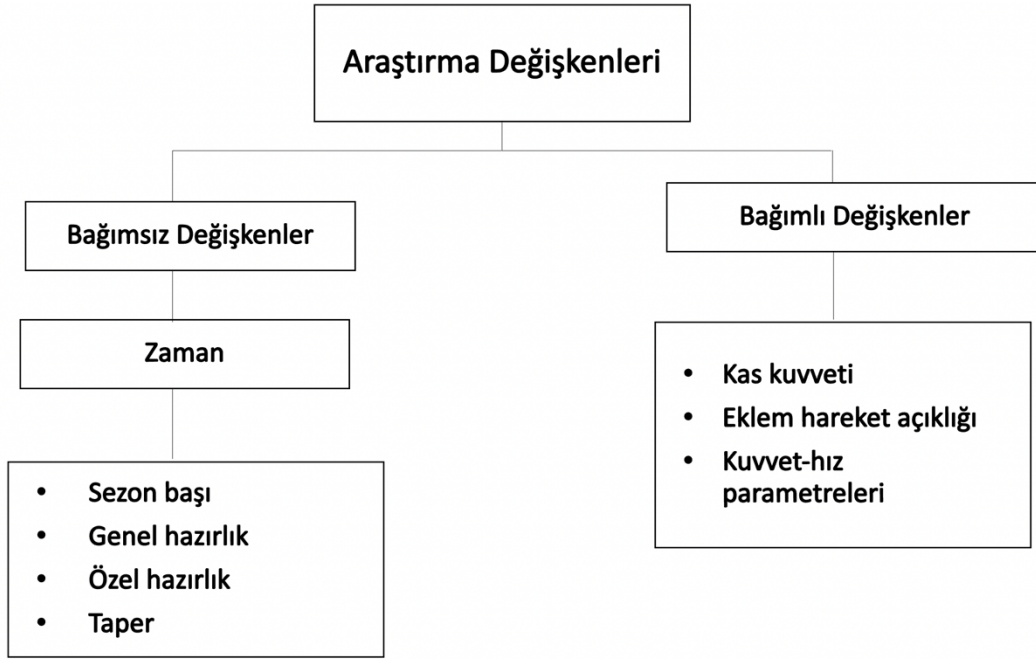 Araştırma Değişkenleri
Bağımsız Değişkenler
Bağımlı Değişkenler
Zaman
• Sezon başı
• Genel hazırlık
• Özel hazırlık
• Taper
• Kas kuvveti
• Eklem hareket açıklığı
• Kuvvet-hız
parametreleri